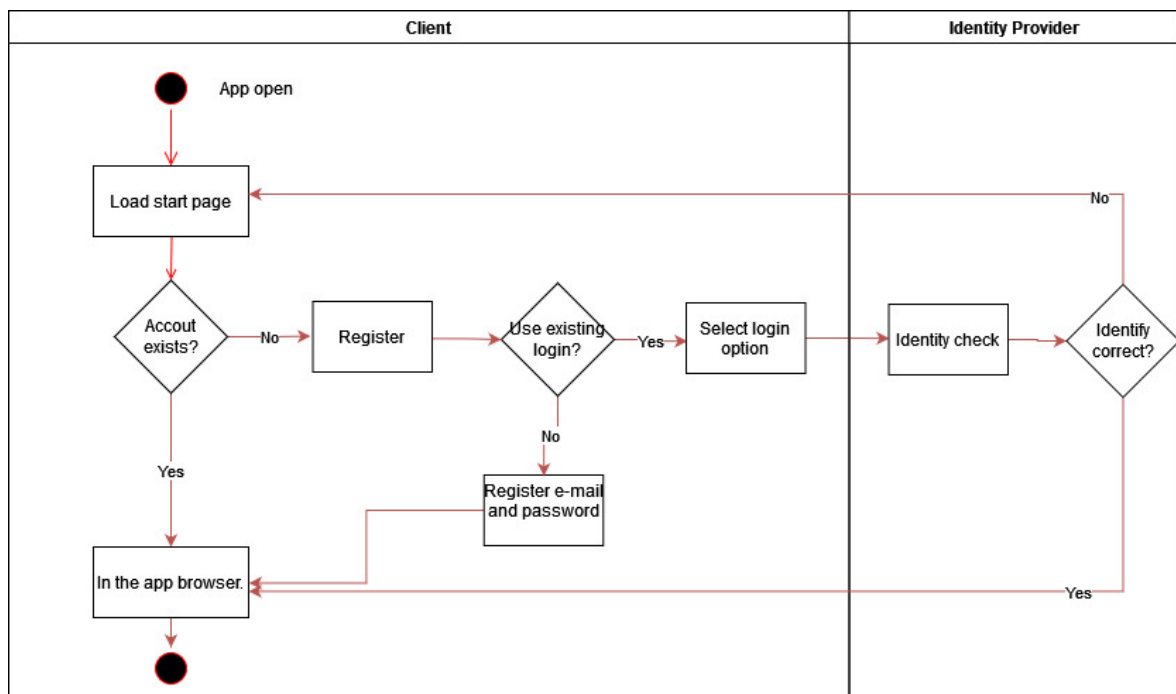 Client
Identity Provider
App open
Load start page
No
Accout
exists?
No
Register
Use existing
login?
Yes
Select login
option
Identity check
Identify
correct?
No
Yes
Register e-mail
and password
In the app browser.
Yes